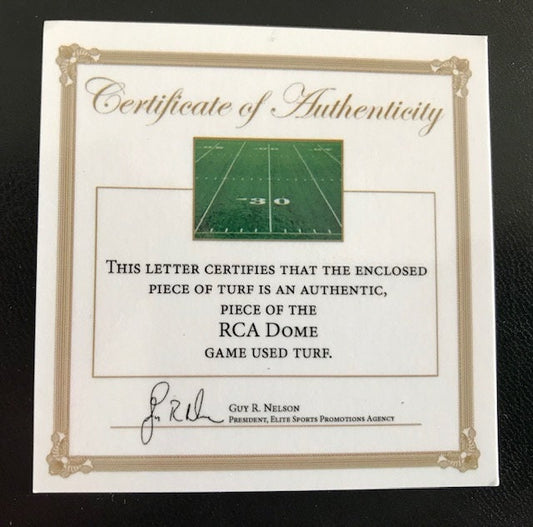 Certificate of Authenticity
30
THIS LETTER CERTIFIES THAT THE ENCLOSED
PIECE OF TURF IS AN AUTHENTIC,
PIECE OF THE
RCA DOME
GAME USED TURF.
GUY R. NELSON
PRESIDENT, ELITE SPORTS PROMOTIONS AGENCY